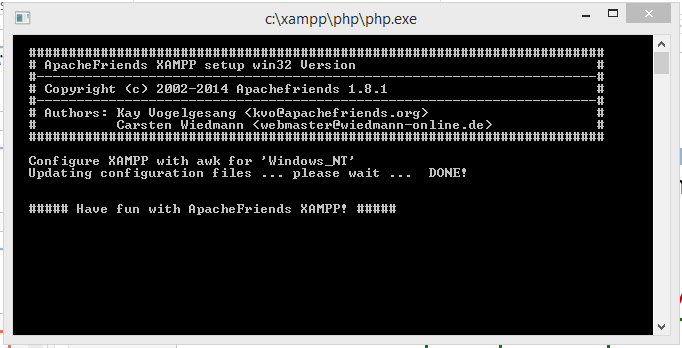 c:\xampp\php\php.exe
###########################################################################
# ApacheFriends XAMPP setup win32 Version #
#-------------------------------------------------------------------------#
# Copyright (c) 2002-2014 Apachefriends 1.8.1 #
#-------------------------------------------------------------------------#
# Authors: Kay Vogelgesang <kvo@apachefriends.org> #
# Carsten Wiedmann <webmaster@wiedmann-online.de> #
###########################################################################
Configure XAMPP with awk for 'Windows_NT'
Updating configuration files ... please wait ... DONE!
##### Have fun with ApacheFriends XAMPP! #####